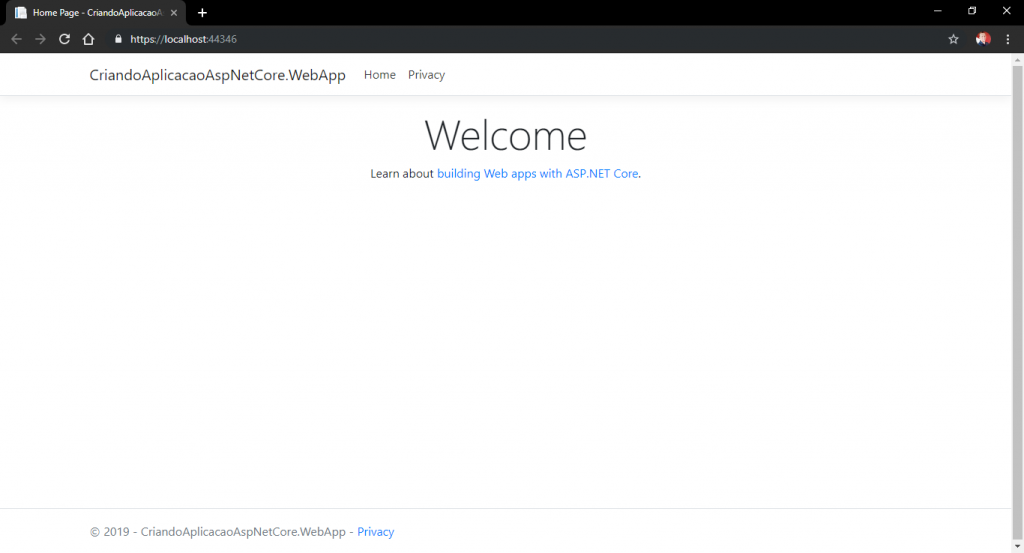 Home Page - CriandoAplicacaoA
https://localhost:44346
CriandoAplicacaoAspNetCore.WebApp Home Privacy
Welcome
Learn about building Web apps with ASP.NET Core.
© 2019 - CriandoAplicacaoAspNetCore.WebApp - Privacy